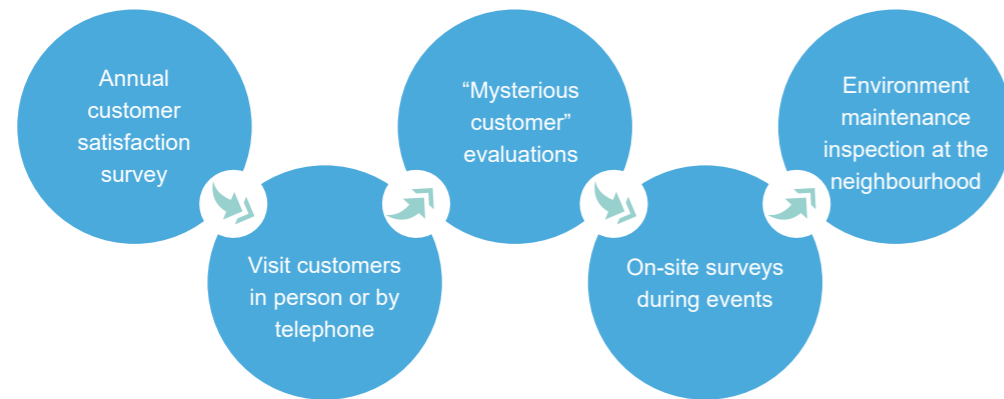 Annual
customer
satisfaction
survey
Visit customers
in person or by
telephone
“Mysterious
customer”
evaluations
On-site surveys
during events
Environment
maintenance
inspection at the
neighbourhood